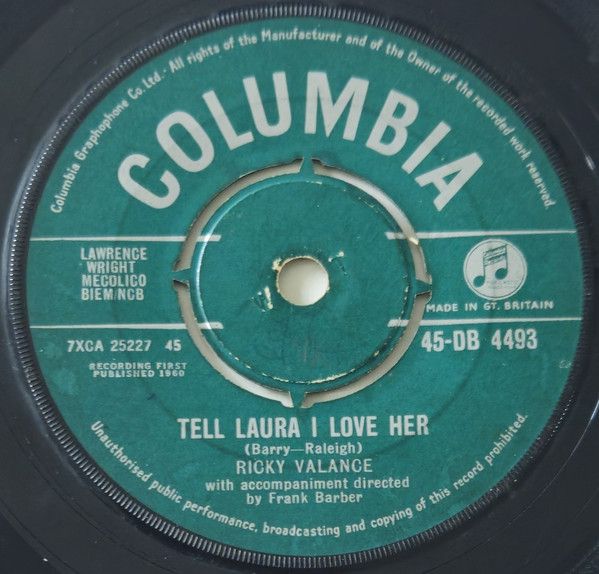 Columbia Graphophone Co. Ltd. · All rights of the Manufacturer and of the Owner of the recorded work reserved.
COLUMBIA
LAWRENCE
WRIGHT
MECOLICO
BIEM/NCB
MADE IN GT. BRITAIN
7XCA 25227 45
45-DB 4493
RECORDING FIRST
PUBLISHED 1960
TELL LAURA I LOVE HER
(Barry—Raleigh)
RICKY VALANCE
with accompaniment directed
by Frank Barber
Unauthorised public performance, broadcasting and copying of this record prohibited.